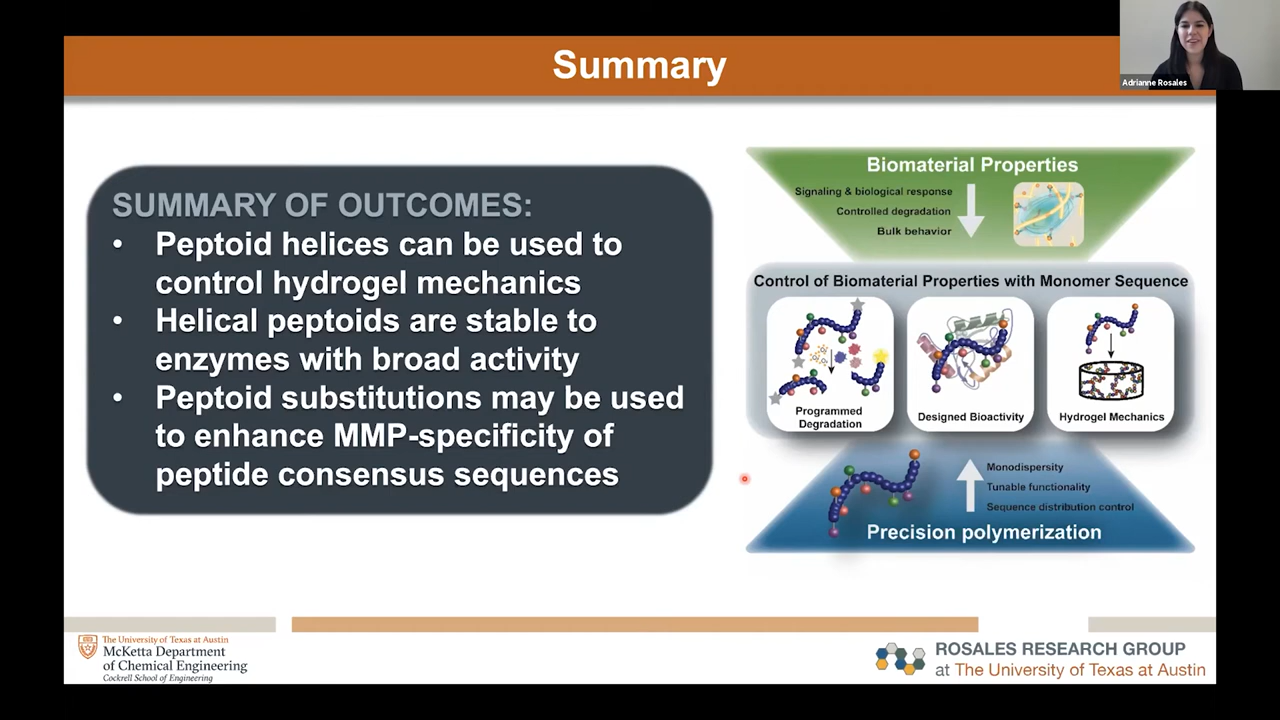 Summary
Adrianne Rosales
SUMMARY OF OUTCOMES:
• Peptoid helices can be used to
control hydrogel mechanics
• Helical peptoids are stable to
enzymes with broad activity
• Peptoid substitutions may be used
to enhance MMP-specificity of
peptide consensus sequences
Biomaterial Properties
Signaling & biological response
Controlled degradation
Bulk behavior
Control of Biomaterial Properties with Monomer Sequence
Programmed
Degradation
Designed Bioactivity
Hydrogel Mechanics
Monodispersity
Tunable functionality
Sequence distribution control
Precision polymerization
The University of Texas at Austin
McKetta Department
of Chemical Engineering
Cockrell School of Engineering
ROSALES RESEARCH GROUP
at The University of Texas at Austin